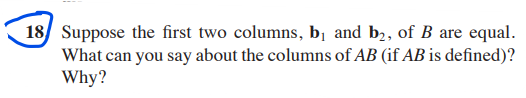 18 Suppose the first two columns, b₁ and b₂, of B are equal.
What can you say about the columns of AB (if AB is defined)?
Why?